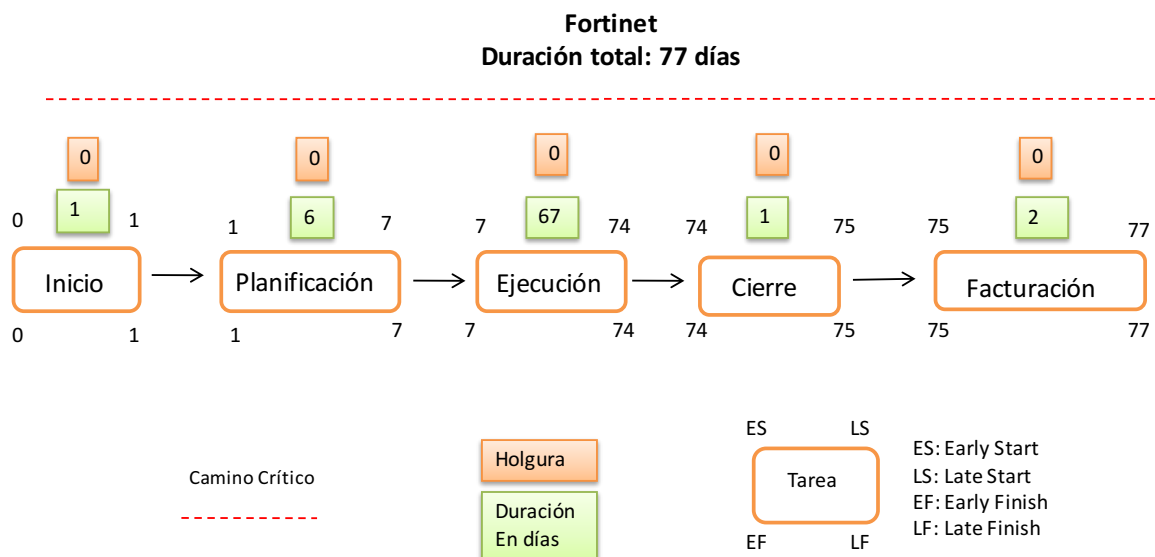 Fortinet
Duración total: 77 días
0 0 0 0 0
0 1 1 1 6 7 7 67 74 74 1 75 75 2 77
Inicio Planificación Ejecución Cierre Facturación
0 1 1 7 7 74 74 75 75 77
ES LS
Holgura
Camino Crítico
Tarea
Duración
En días
EF LF
ES: Early Start
LS: Late Start
EF: Early Finish
LF: Late Finish